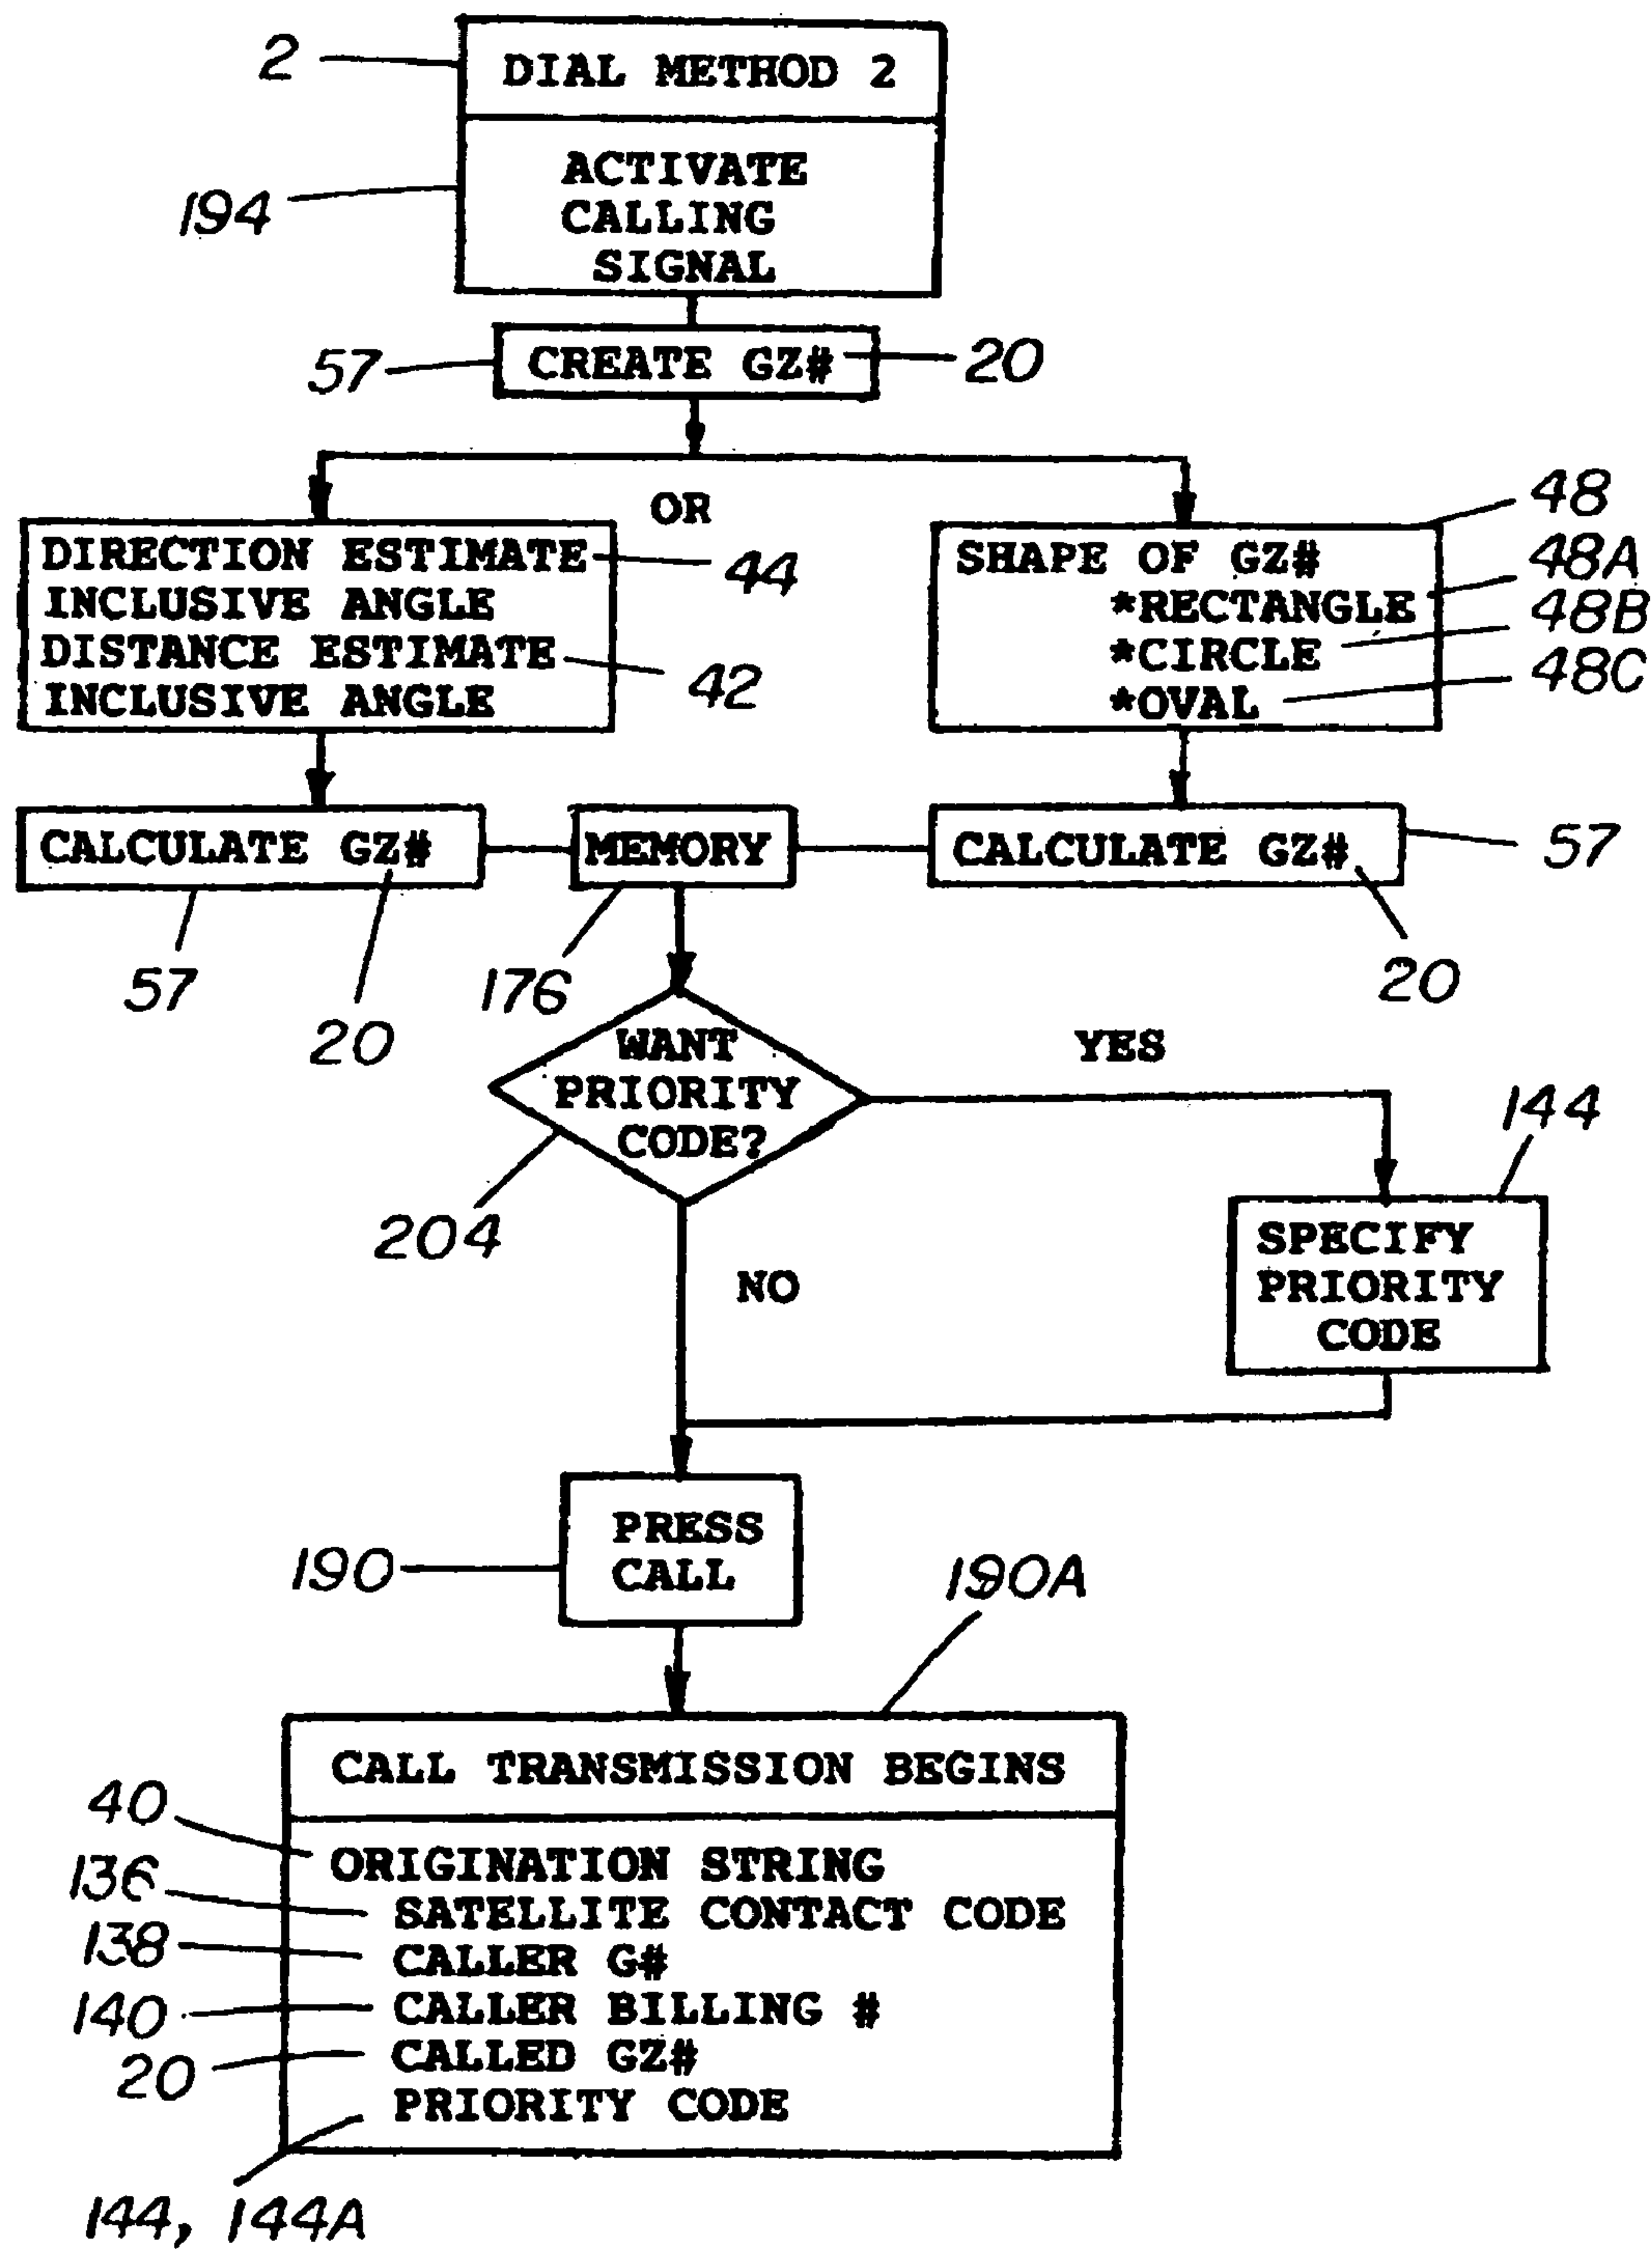 2
DIAL METHOD 2
194
ACTIVATE
CALLING
SIGNAL
57
CREATE GZ#
20
OR
DIRECTION ESTIMATE
INCLUSIVE ANGLE
DISTANCE ESTIMATE
INCLUSIVE ANGLE
44
42
SHAPE OF GZ#
*RECTANGLE
*CIRCLE
*OVAL
48
48A
48B
48C
CALCULATE GZ#
MEMORY
CALCULATE GZ#
57
57
20
176
20
WANT
PRIORITY
CODE?
YES
204
144
NO
SPECIFY
PRIORITY
CODE
190
PRESS
CALL
190A
CALL TRANSMISSION BEGINS
40
ORIGINATION STRING
136
SATELLITE CONTACT CODE
138
CALLER G#
140
CALLER BILLING #
20
CALLED GZ#
PRIORITY CODE
144, 144A